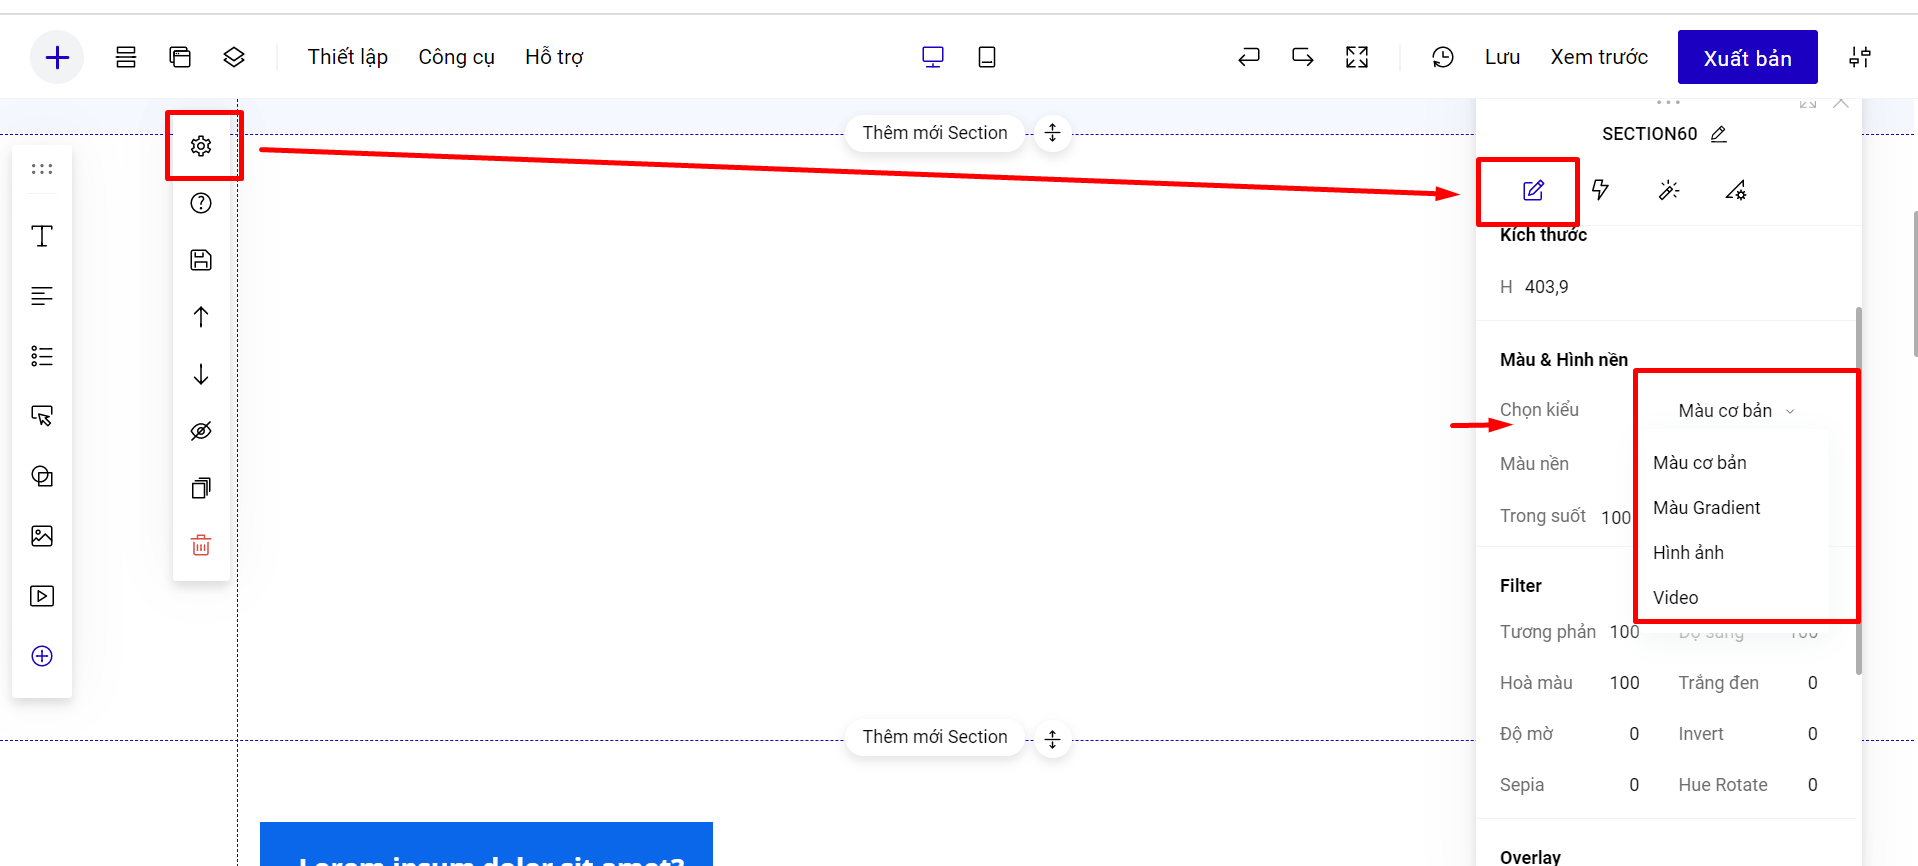 Thiết lập Công cụ Hỗ trợ Lưu Xem trước Xuất bản
Thêm mới Section
SECTION60
Kích thước
H 403,9
Màu & Hình nền
Chọn kiểu Màu cơ bản
Màu nền Màu cơ bản
Màu Gradient
Trong suốt 100
Hình ảnh
Filter Video
Tương phản 100 Độ sáng 100
Hoà màu 100 Trắng đen 0
Độ mờ 0 Invert 0
Thêm mới Section
Sepia 0 Hue Rotate 0
Lorem ipsum dolor sit amet?
Overlay